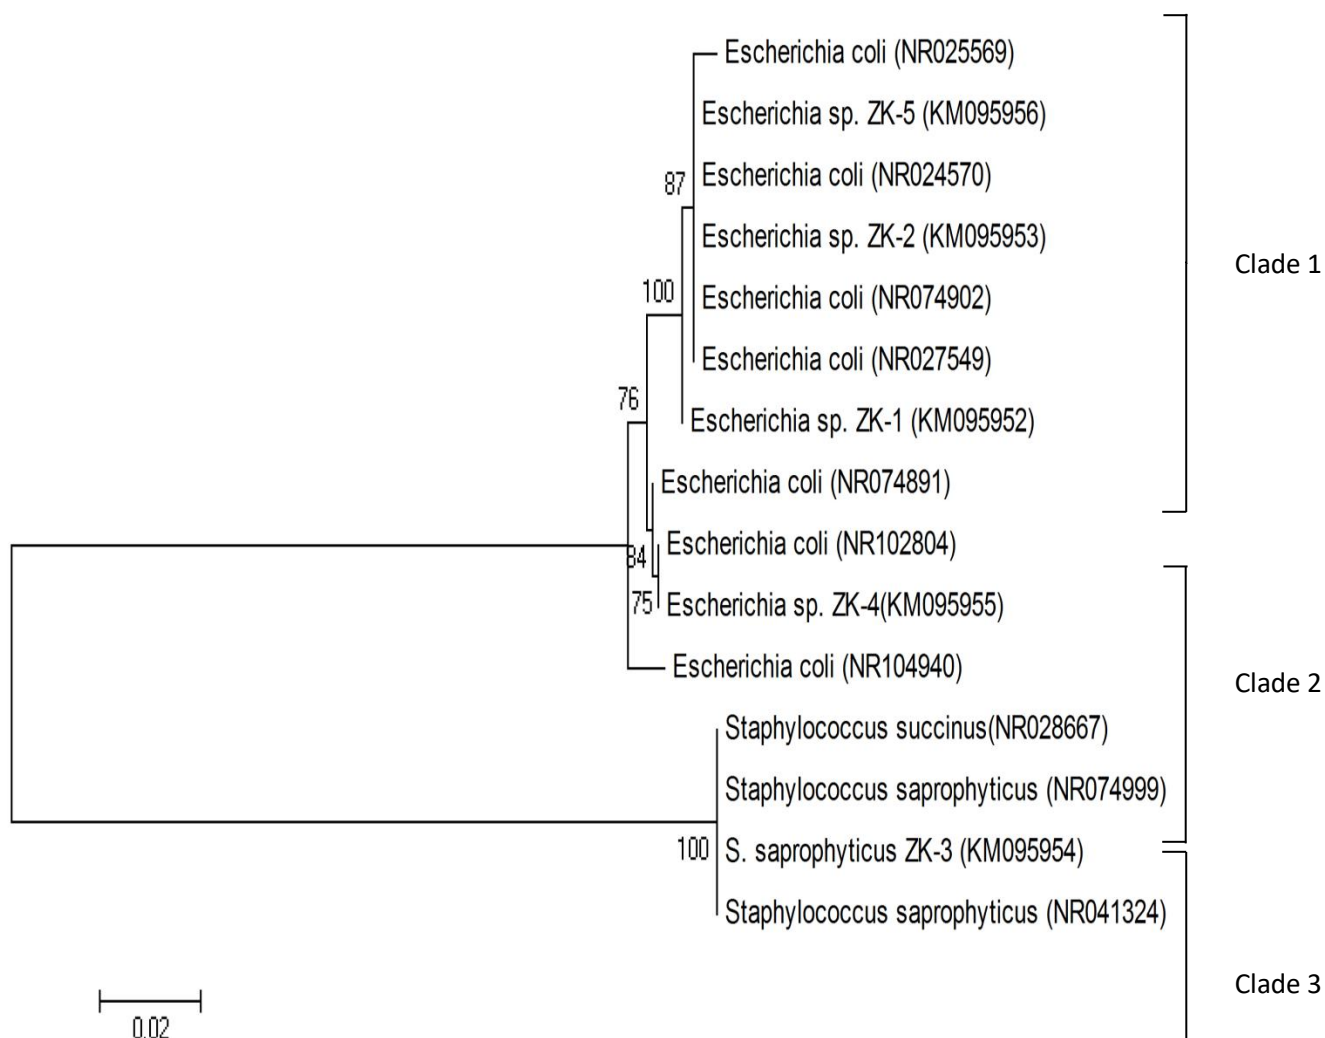 Escherichia coli (NR025569)
Escherichia sp. ZK-5 (KM095956)
87
Escherichia coli (NR024570)
Escherichia sp. ZK-2 (KM095953)
Clade 1
100
Escherichia coli (NR074902)
Escherichia coli (NR027549)
76
Escherichia sp. ZK-1 (KM095952)
Escherichia coli (NR074891)
Escherichia coli (NR102804)
84
75
Escherichia sp. ZK-4(KM095955)
Escherichia coli (NR104940)
Clade 2
Staphylococcus succinus(NR028667)
Staphylococcus saprophyticus (NR074999)
100
S. saprophyticus ZK-3 (KM095954)
Staphylococcus saprophyticus (NR041324)
Clade 3
0.02